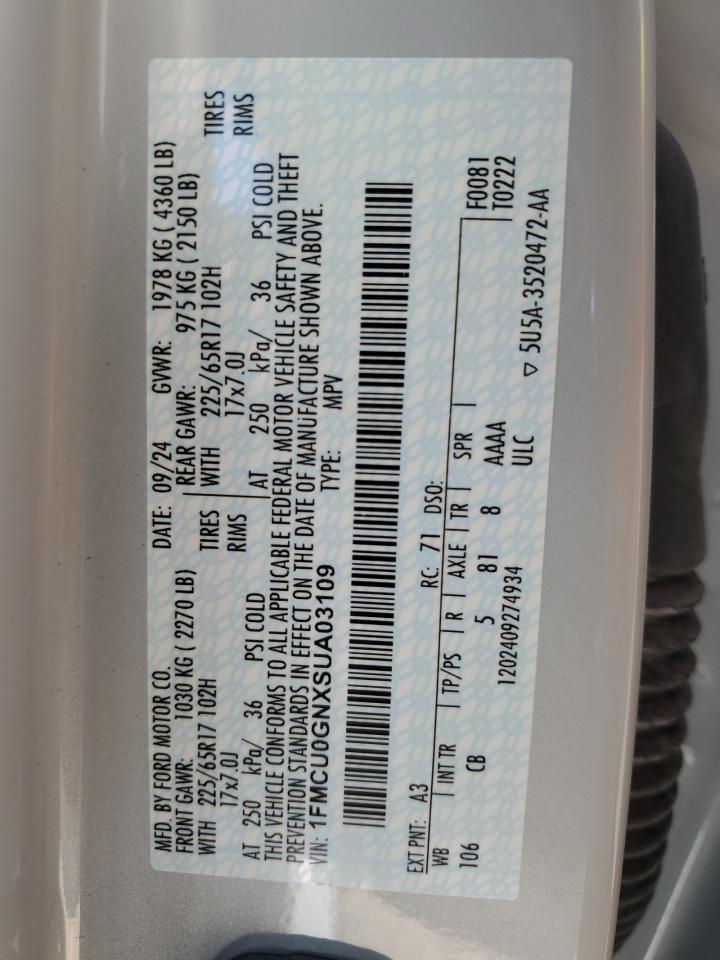 MFD. BY FORD MOTOR CO. DATE: 09/24 GVWR: 1978 KG ( 4360 LB)
FRONT GAWR: 1030 KG ( 2270 LB) REAR GAWR: 975 KG ( 2150 LB)
WITH 225/65R17 102H TIRES WITH 225/65R17 102H TIRES
17x7.0J RIMS 17x7.0J RIMS
AT 250 kPa/ 36 PSI COLD AT 250 kPa/ 36 PSI COLD
THIS VEHICLE CONFORMS TO ALL APPLICABLE FEDERAL MOTOR VEHICLE SAFETY AND THEFT
PREVENTION STANDARDS IN EFFECT ON THE DATE OF MANUFACTURE SHOWN ABOVE.
VIN: 1FMCU0GNXSUA03109 TYPE: MPV
EXT PNT: A3 RC: 71 DSO: F0081
WB INT TR TP/PS R AXLE TR SPR T0222
106 CB 5 81 8 AAAA
1202409274934 ULC ▽ 5U5A-3520472-AA